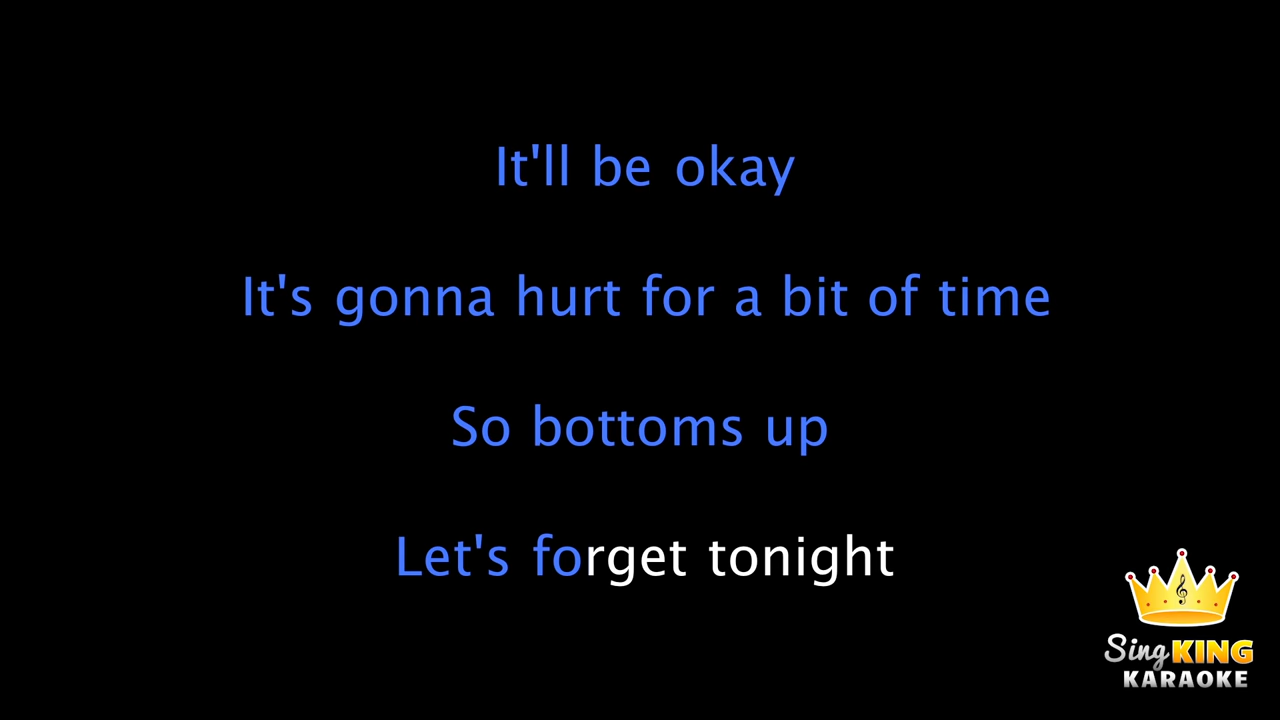 It'll be okay
It's gonna hurt for a bit of time
So bottoms up
Let's forget tonight
Sing KING
KARAOKE